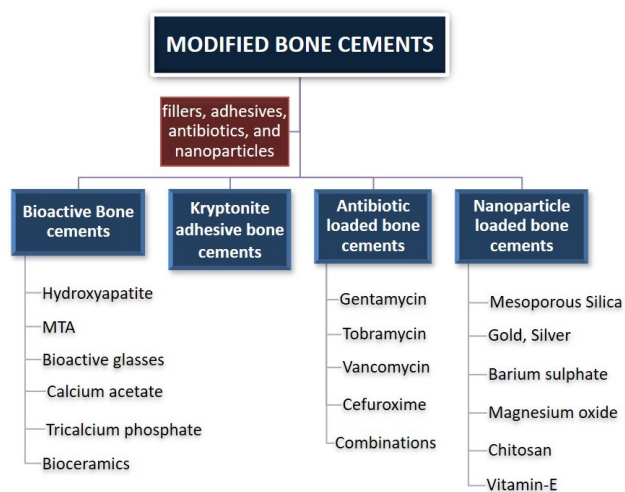 MODIFIED BONE CEMENTS
fillers, adhesives,
antibiotics, and
nanoparticles
Bioactive Bone
cements
Hydroxyapatite
MTA
Bioactive glasses
Calcium acetate
Tricalcium phosphate
Bioceramics
Kryptonite
adhesive bone
cements
Antibiotic
loaded bone
cements
Gentamycin
Tobramycin
Vancomycin
Cefuroxime
Combinations
Nanoparticle
loaded bone
cements
Mesoporous Silica
Gold, Silver
Barium sulphate
Magnesium oxide
Chitosan
Vitamin-E